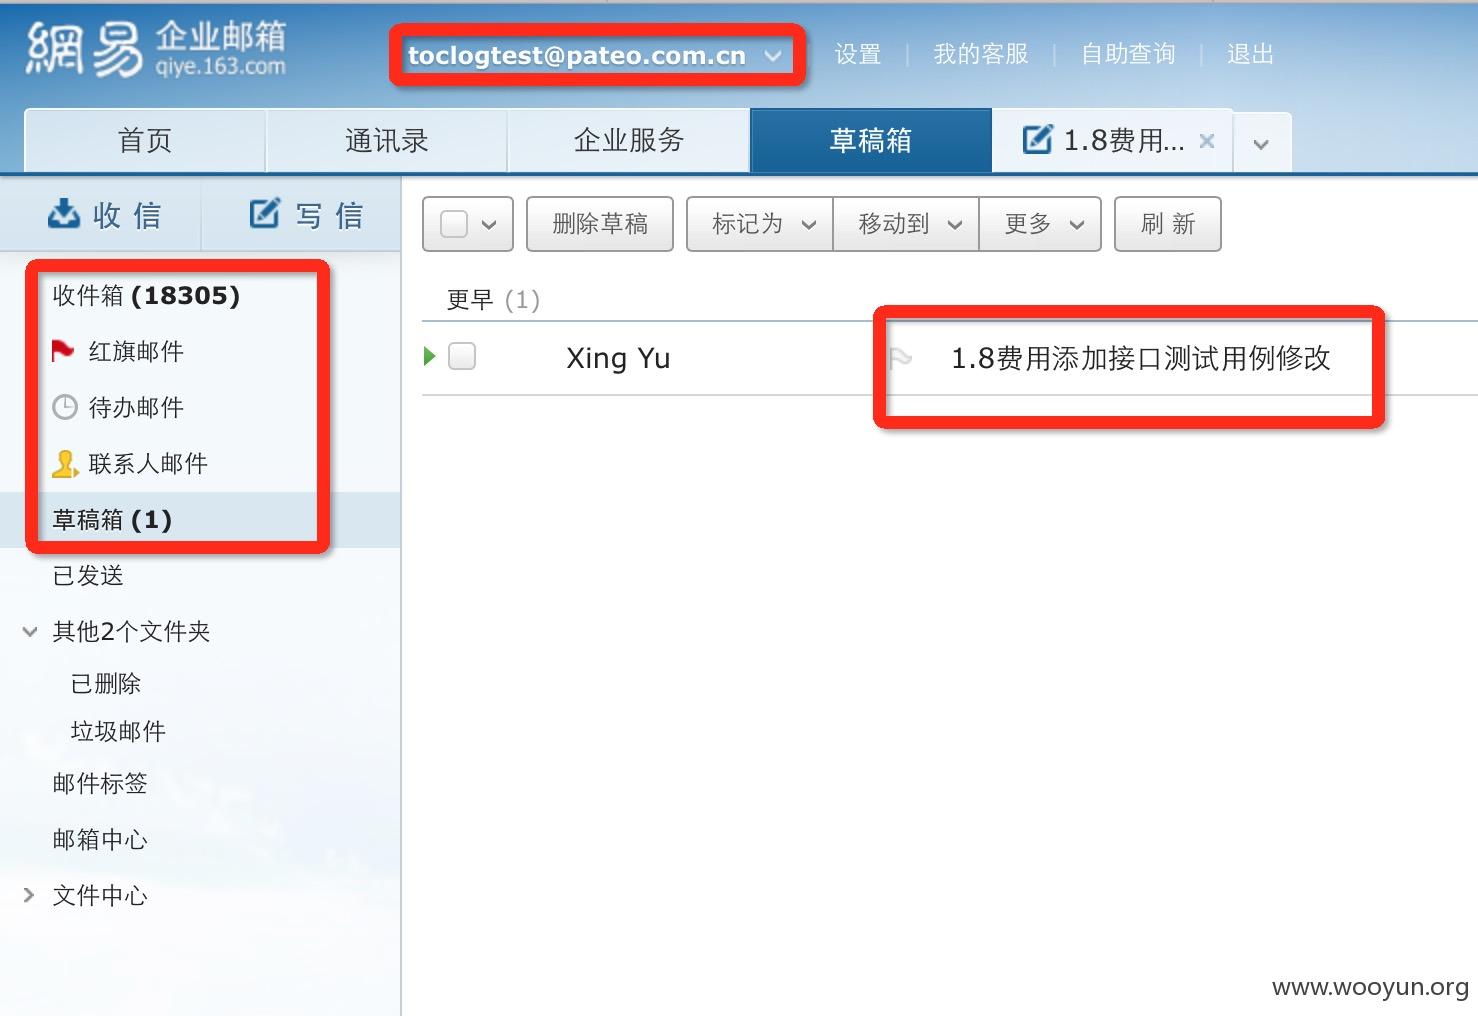 網易 企业邮箱
qiye.163.com
toclogtest@pateo.com.cn
设置 | 我的客服 | 自助查询 | 退出
首页
通讯录
企业服务
草稿箱
1.8费用...
收信
写信
删除草稿
标记为
移动到
更多
刷新
收件箱 (18305)
红旗邮件
待办邮件
联系人邮件
草稿箱 (1)
已发送
其他2个文件夹
已删除
垃圾邮件
邮件标签
邮箱中心
文件中心
更早 (1)
Xing Yu 1.8费用添加接口测试用例修改
www.wooyun.org